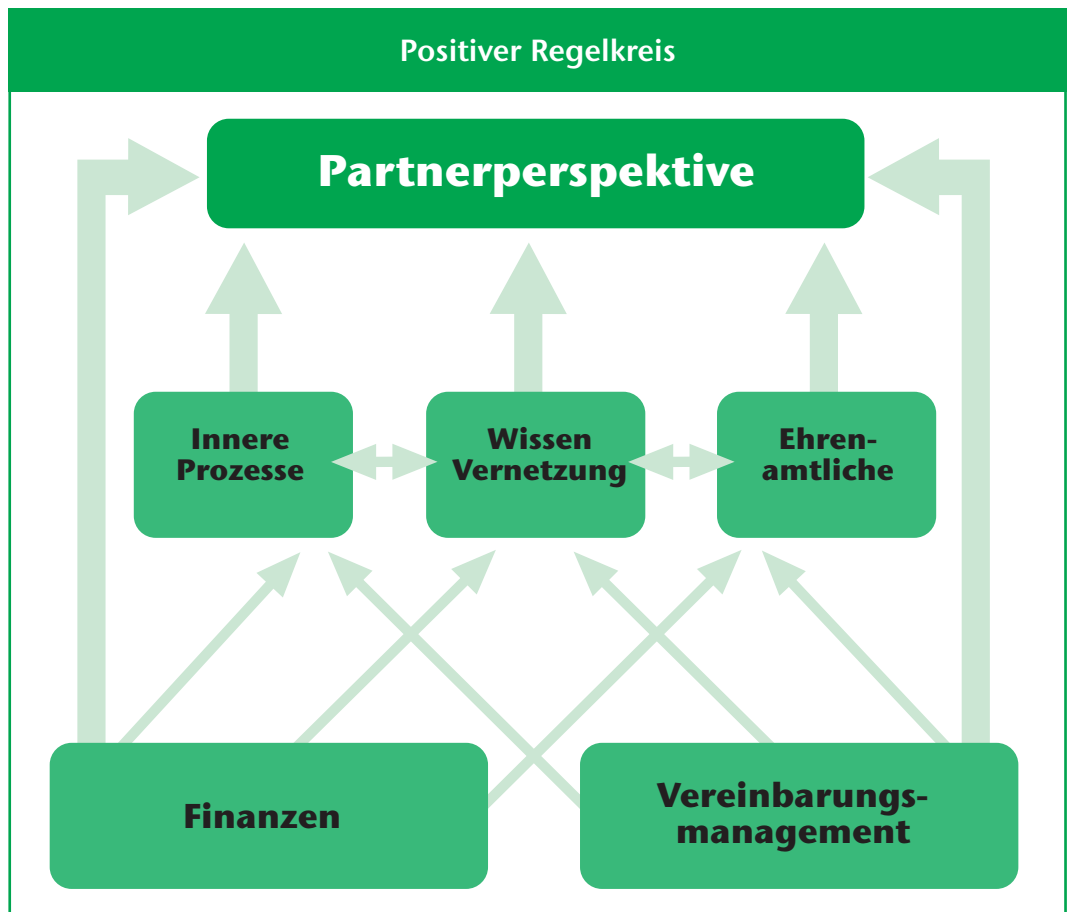 Positiver Regelkreis
Partnerperspektive
Innere
Prozesse
Wissen
Vernetzung
Ehren-
amtliche
Finanzen
Vereinbarungs-
management